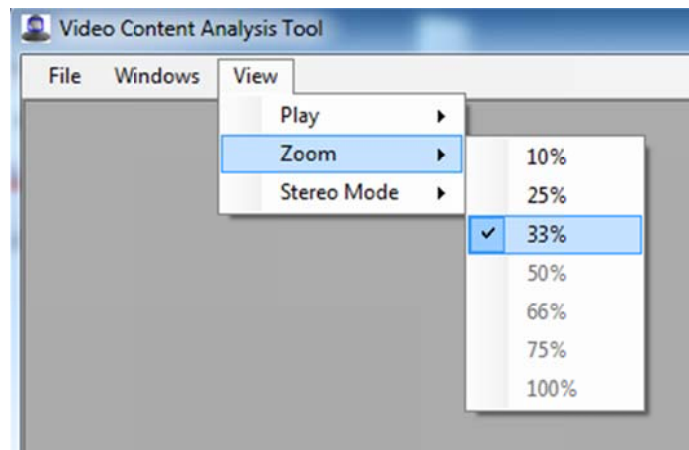 Video Content Analysis Tool
File Windows View
Play
Zoom
Stereo Mode
10%
25%
33%
50%
66%
75%
100%